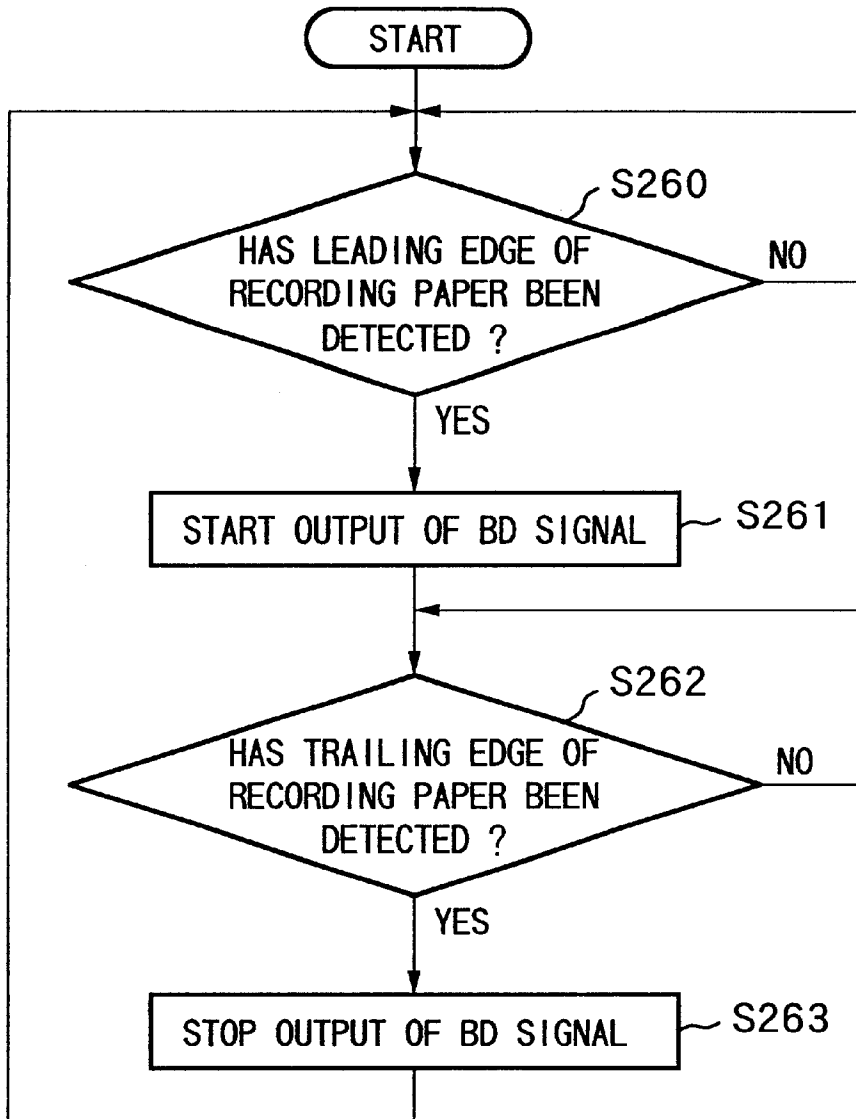 START
S260
HAS LEADING EDGE OF
RECORDING PAPER BEEN
DETECTED ?
NO
YES
START OUTPUT OF BD SIGNAL
S261
S262
HAS TRAILING EDGE OF
RECORDING PAPER BEEN
DETECTED ?
NO
YES
STOP OUTPUT OF BD SIGNAL
S263